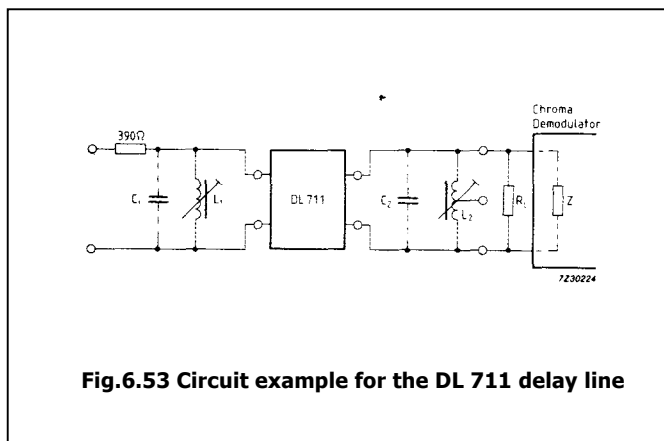 Chroma
Demodulator
390Ω
C₁
L₁
DL 711
C₂
L₂
R
Z
7Z30224
Fig.6.53 Circuit example for the DL 711 delay line